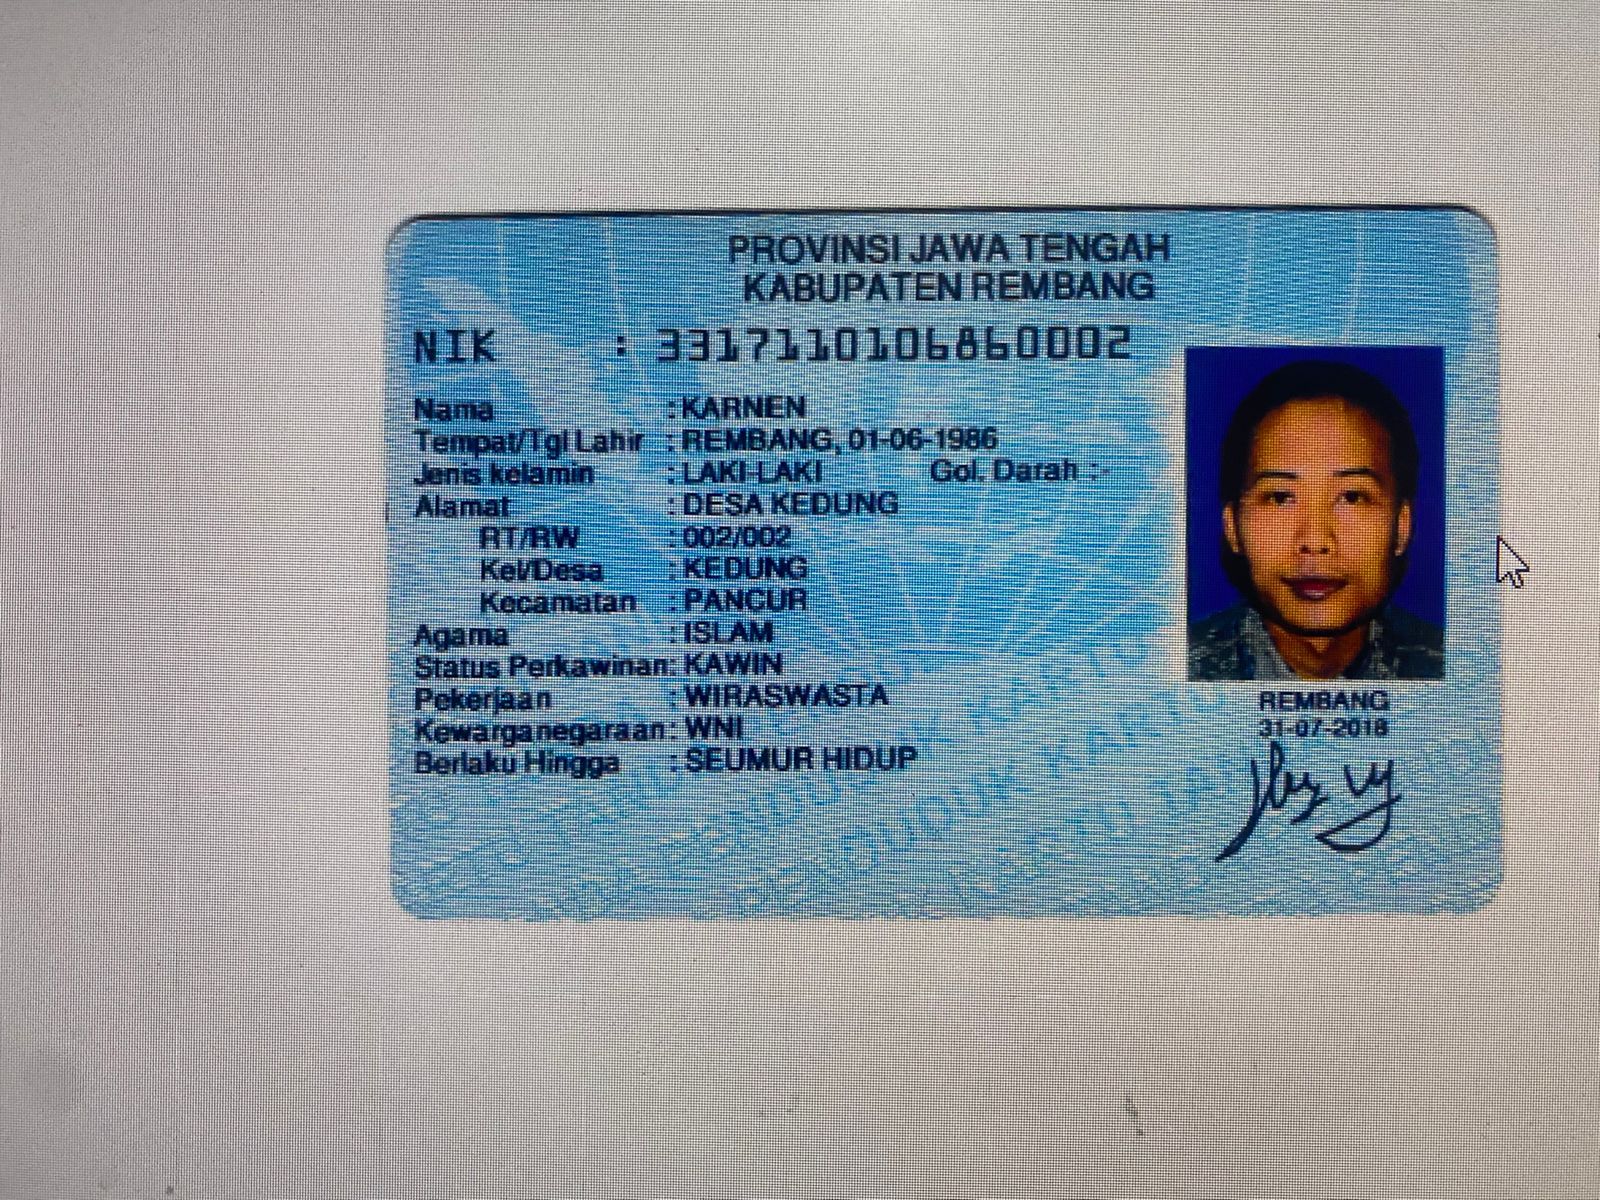 PROVINSI JAWA TENGAH
KABUPATEN REMBANG
NIK : 3317110106860002
Nama : KARNEN
Tempat/Tgl Lahir : REMBANG, 01-06-1986
Jenis kelamin : LAKI-LAKI Gol. Darah : -
Alamat : DESA KEDUNG
RT/RW : 002/002
Kel/Desa : KEDUNG
Kecamatan : PANCUR
Agama : ISLAM
Status Perkawinan: KAWIN
Pekerjaan : WIRASWASTA
Kewarganegaraan: WNI
Berlaku Hingga : SEUMUR HIDUP
REMBANG
31-07-2018